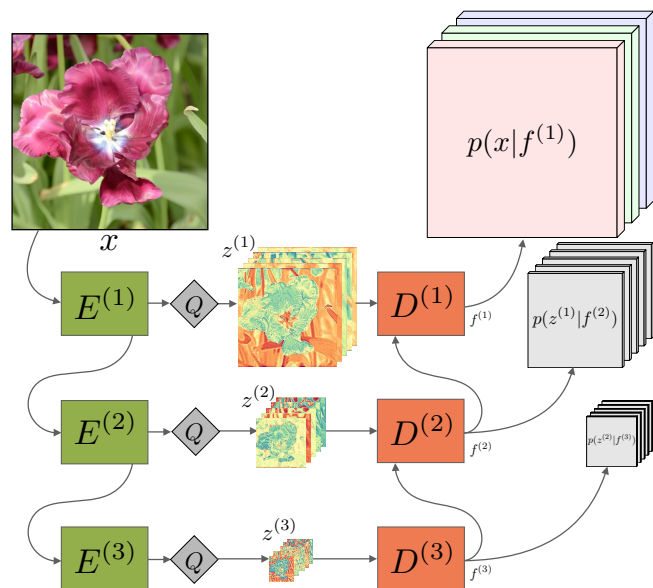 p(x|f⁽¹⁾)
x
z⁽¹⁾
E⁽¹⁾
Q
D⁽¹⁾
f⁽¹⁾
p(z⁽¹⁾|f⁽²⁾)
z⁽²⁾
E⁽²⁾
Q
D⁽²⁾
f⁽²⁾
p(z⁽²⁾|f⁽³⁾)
z⁽³⁾
E⁽³⁾
Q
D⁽³⁾
f⁽³⁾